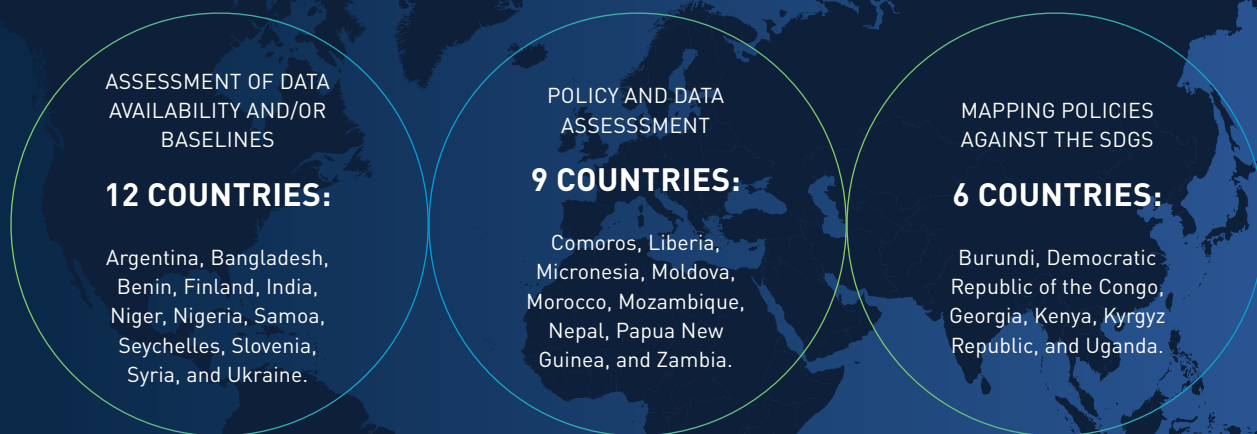 ASSESSMENT OF DATA
AVAILABILITY AND/OR
BASELINES
12 COUNTRIES:
Argentina, Bangladesh,
Benin, Finland, India,
Niger, Nigeria, Samoa,
Seychelles, Slovenia,
Syria, and Ukraine.
POLICY AND DATA
ASSESSSMENT
9 COUNTRIES:
Comoros, Liberia,
Micronesia, Moldova,
Morocco, Mozambique,
Nepal, Papua New
Guinea, and Zambia.
MAPPING POLICIES
AGAINST THE SDGS
6 COUNTRIES:
Burundi, Democratic
Republic of the Congo,
Georgia, Kenya, Kyrgyz
Republic, and Uganda.